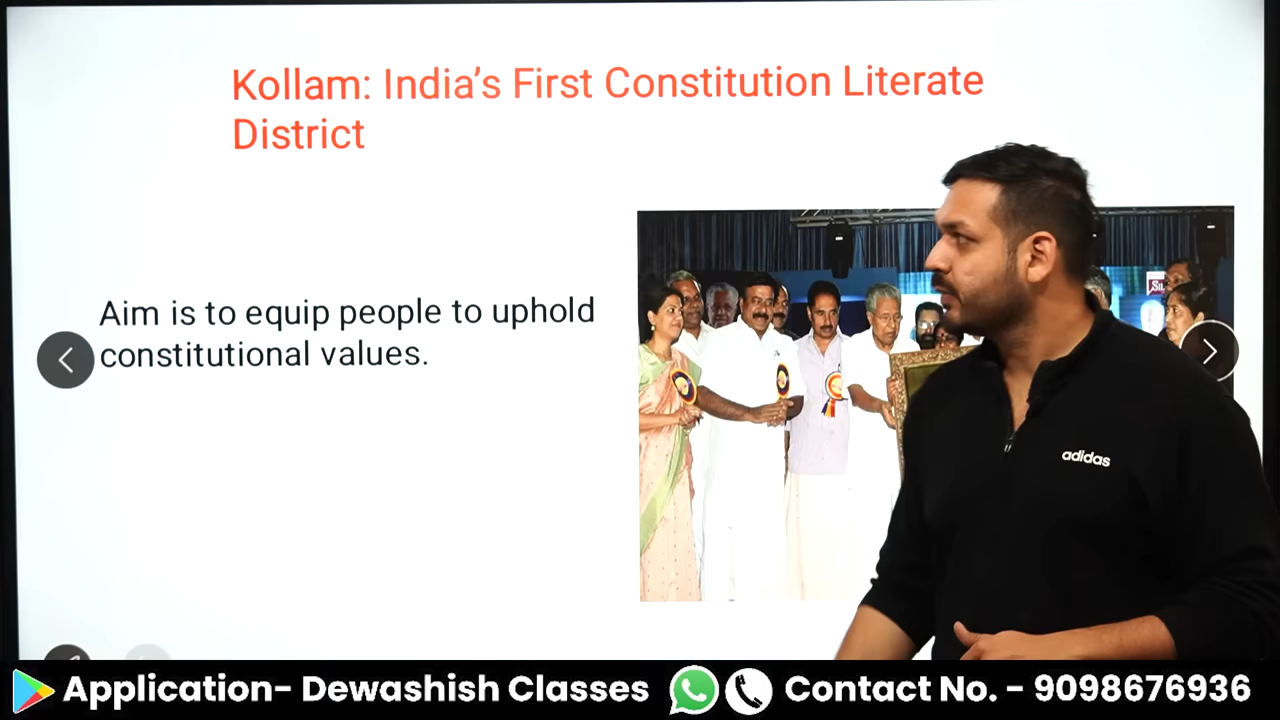 Kollam: India’s First Constitution Literate
District
Aim is to equip people to uphold
constitutional values.
adidas
Application- Dewashish Classes
Contact No. - 9098676936